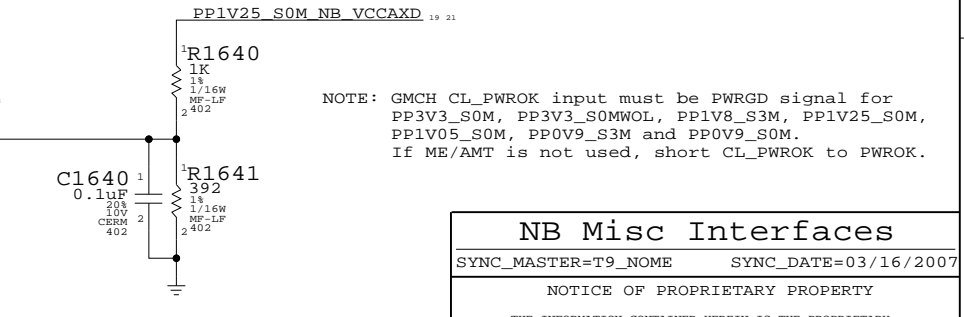 PP1V25_S0M_NB_VCCAXD 19 21
1 R1640
1K
1%
1/16W
MF-LF
2 402
NOTE: GMCH CL_PWROK input must be PWRGD signal for
PP3V3_S0M, PP3V3_S0MWOL, PP1V8_S3M, PP1V25_S0M,
PP1V05_S0M, PP0V9_S3M and PP0V9_S0M.
If ME/AMT is not used, short CL_PWROK to PWROK.
C1640 1
0.1uF
20%
10V
CERM 2
402
1 R1641
392
1%
1/16W
MF-LF
2 402
NB Misc Interfaces
SYNC_MASTER=T9_NOME SYNC_DATE=03/16/2007
NOTICE OF PROPRIETARY PROPERTY